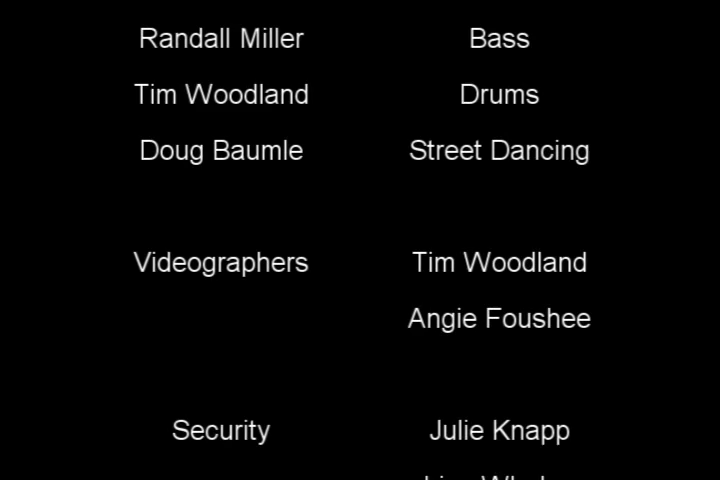 Randall Miller Bass
Tim Woodland Drums
Doug Baumle Street Dancing
Videographers Tim Woodland
Angie Foushee
Security Julie Knapp